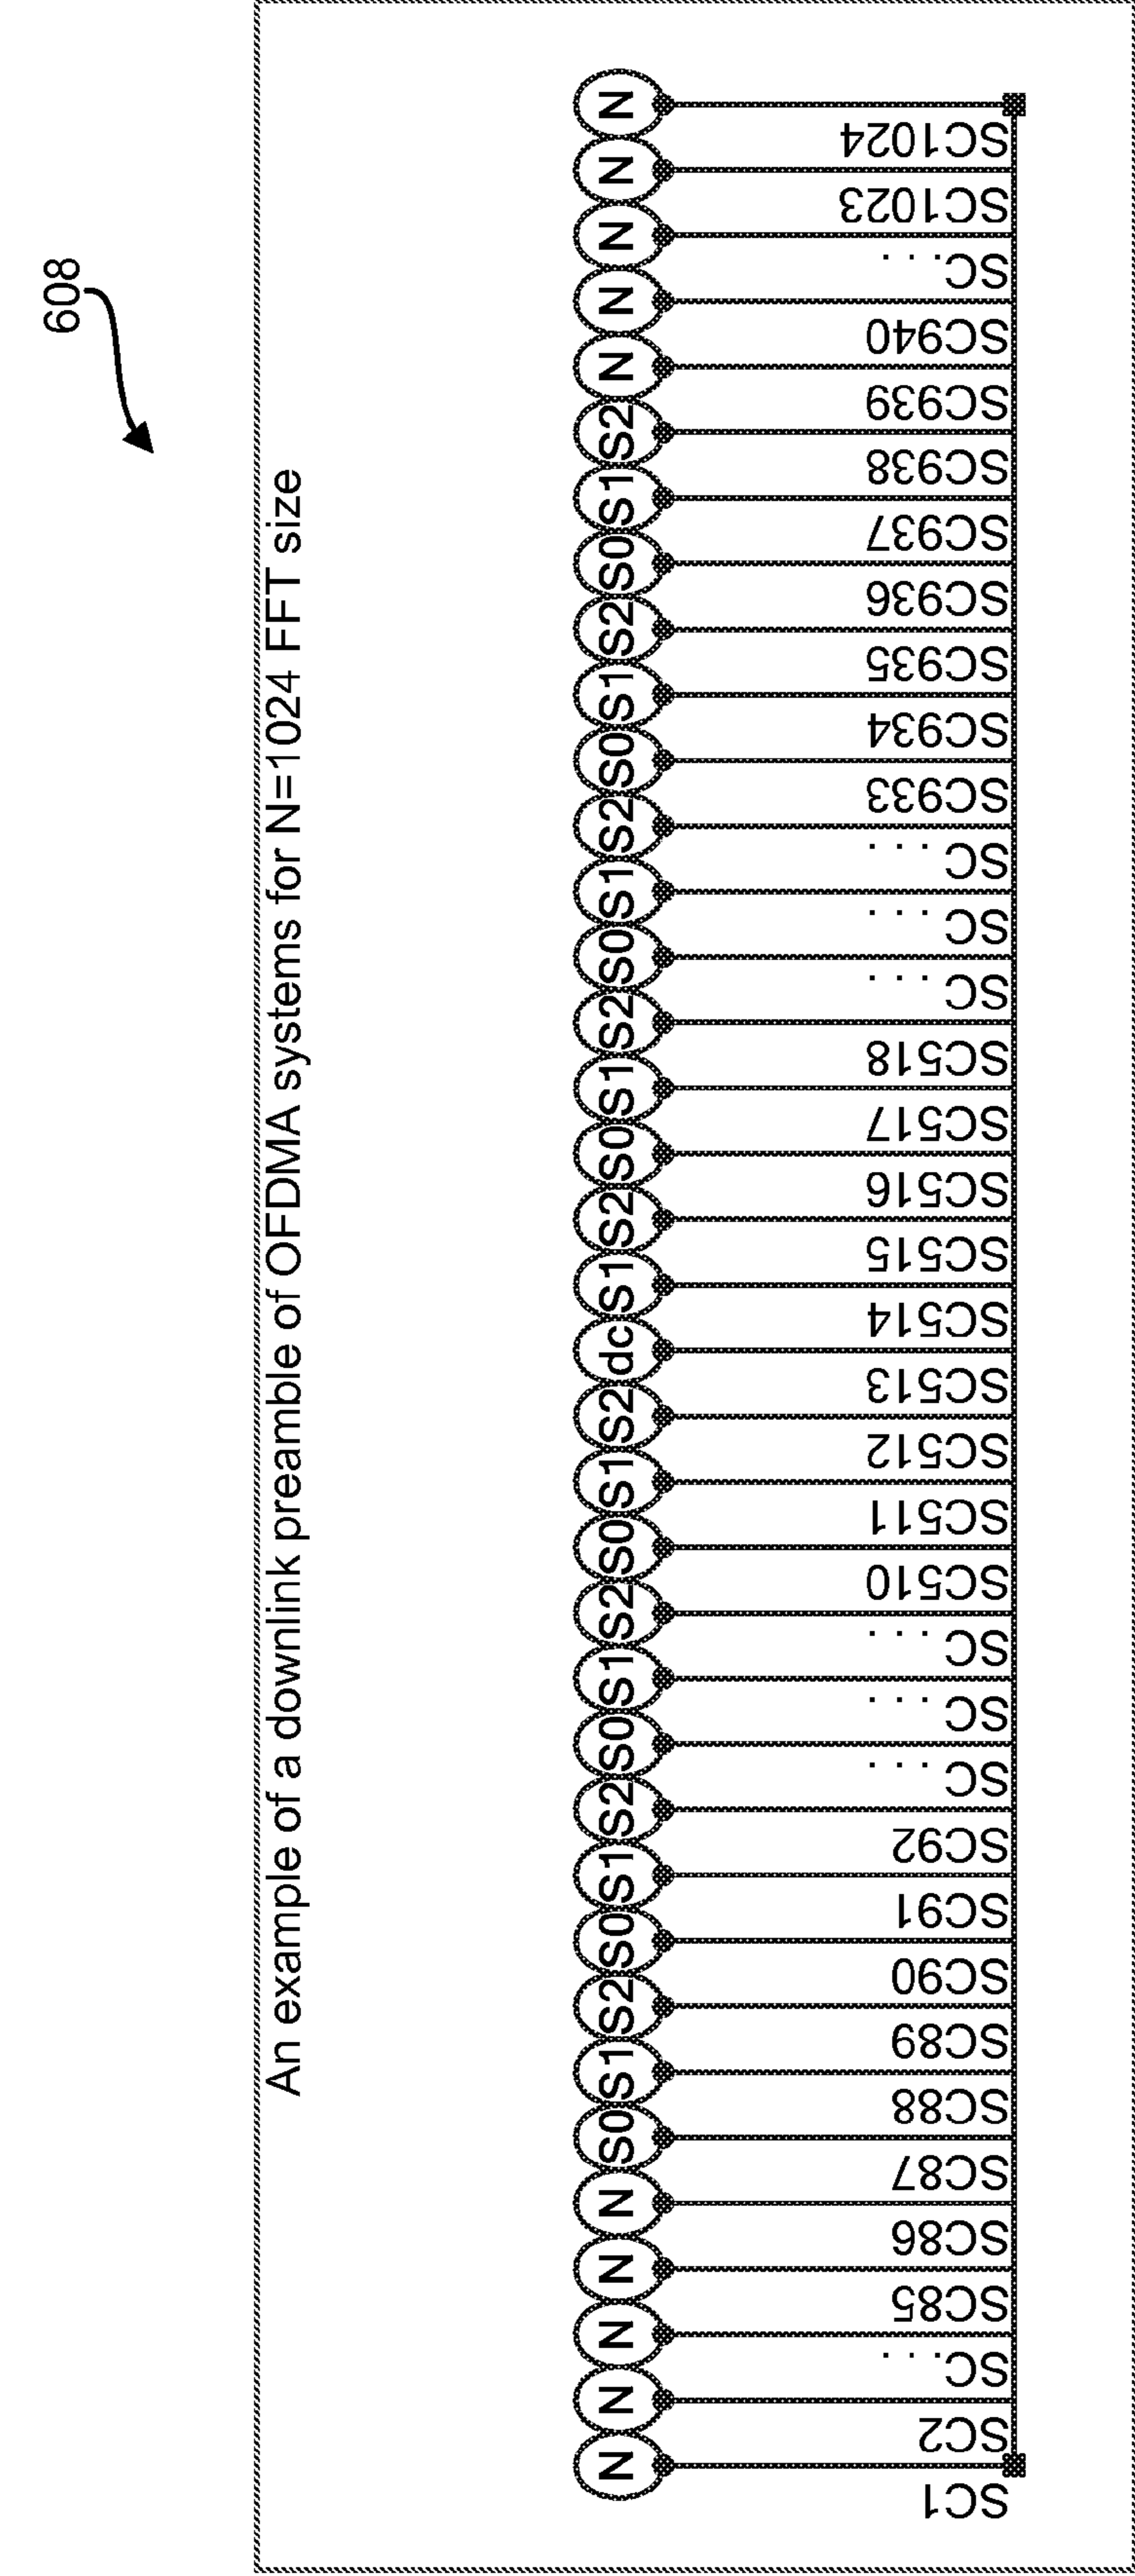 608
An example of a downlink preamble of OFDMA systems for N=1024 FFT size
N N N N N S0 S1 S2 S0 S1 S2 S0 S1 S2 S0 S1 S2 dc S1 S2 S0 S1 S2 S0 S1 S2 S0 S1 S2 S0 S1 S2 N N N N N
SC1
SC2
SC...
SC85
SC86
SC87
SC88
SC89
SC90
SC91
SC92
SC ...
SC ...
SC ...
SC510
SC511
SC512
SC513
SC514
SC515
SC516
SC517
SC518
SC ...
SC ...
SC ...
SC933
SC934
SC935
SC936
SC937
SC938
SC939
SC940
SC...
SC1023
SC1024